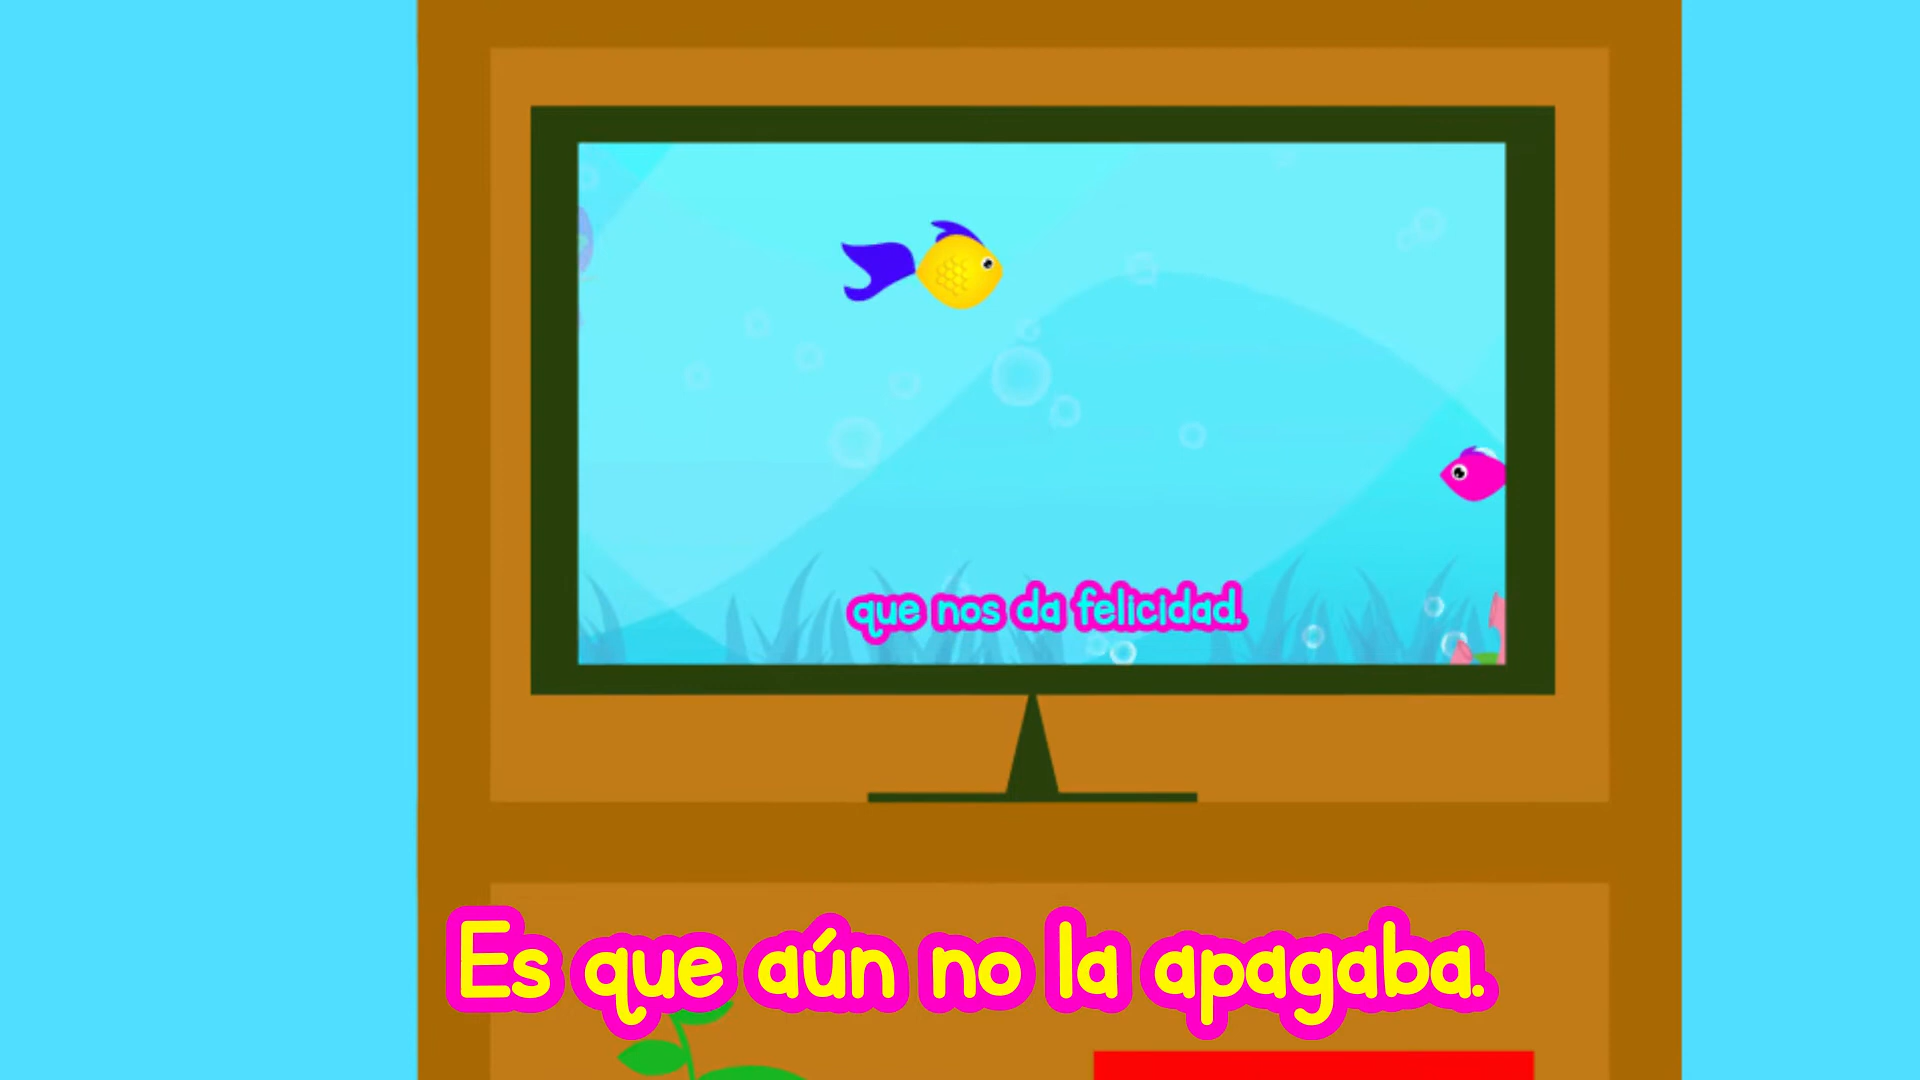 que nos da felicidad.
Es que aún no la apagaba.